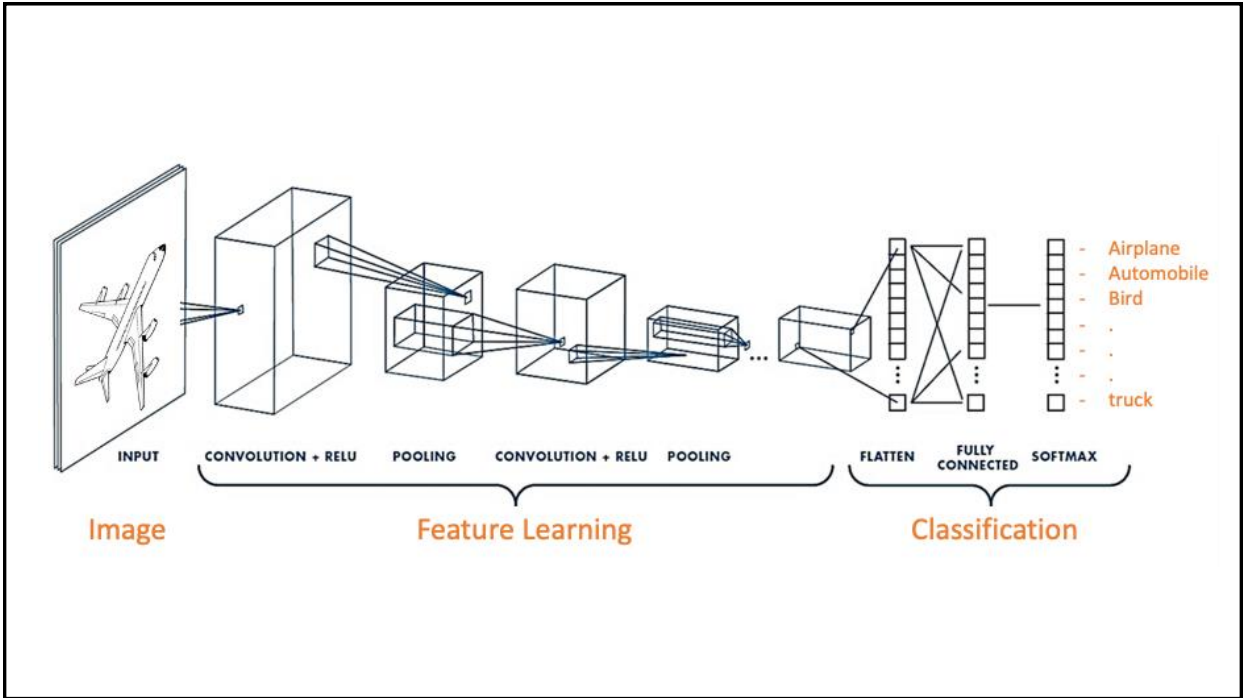 - Airplane
- Automobile
- Bird
- .
- .
- .
- truck
INPUT
CONVOLUTION + RELU
POOLING
CONVOLUTION + RELU
POOLING
...
FLATTEN
FULLY
CONNECTED
SOFTMAX
Image
Feature Learning
Classification